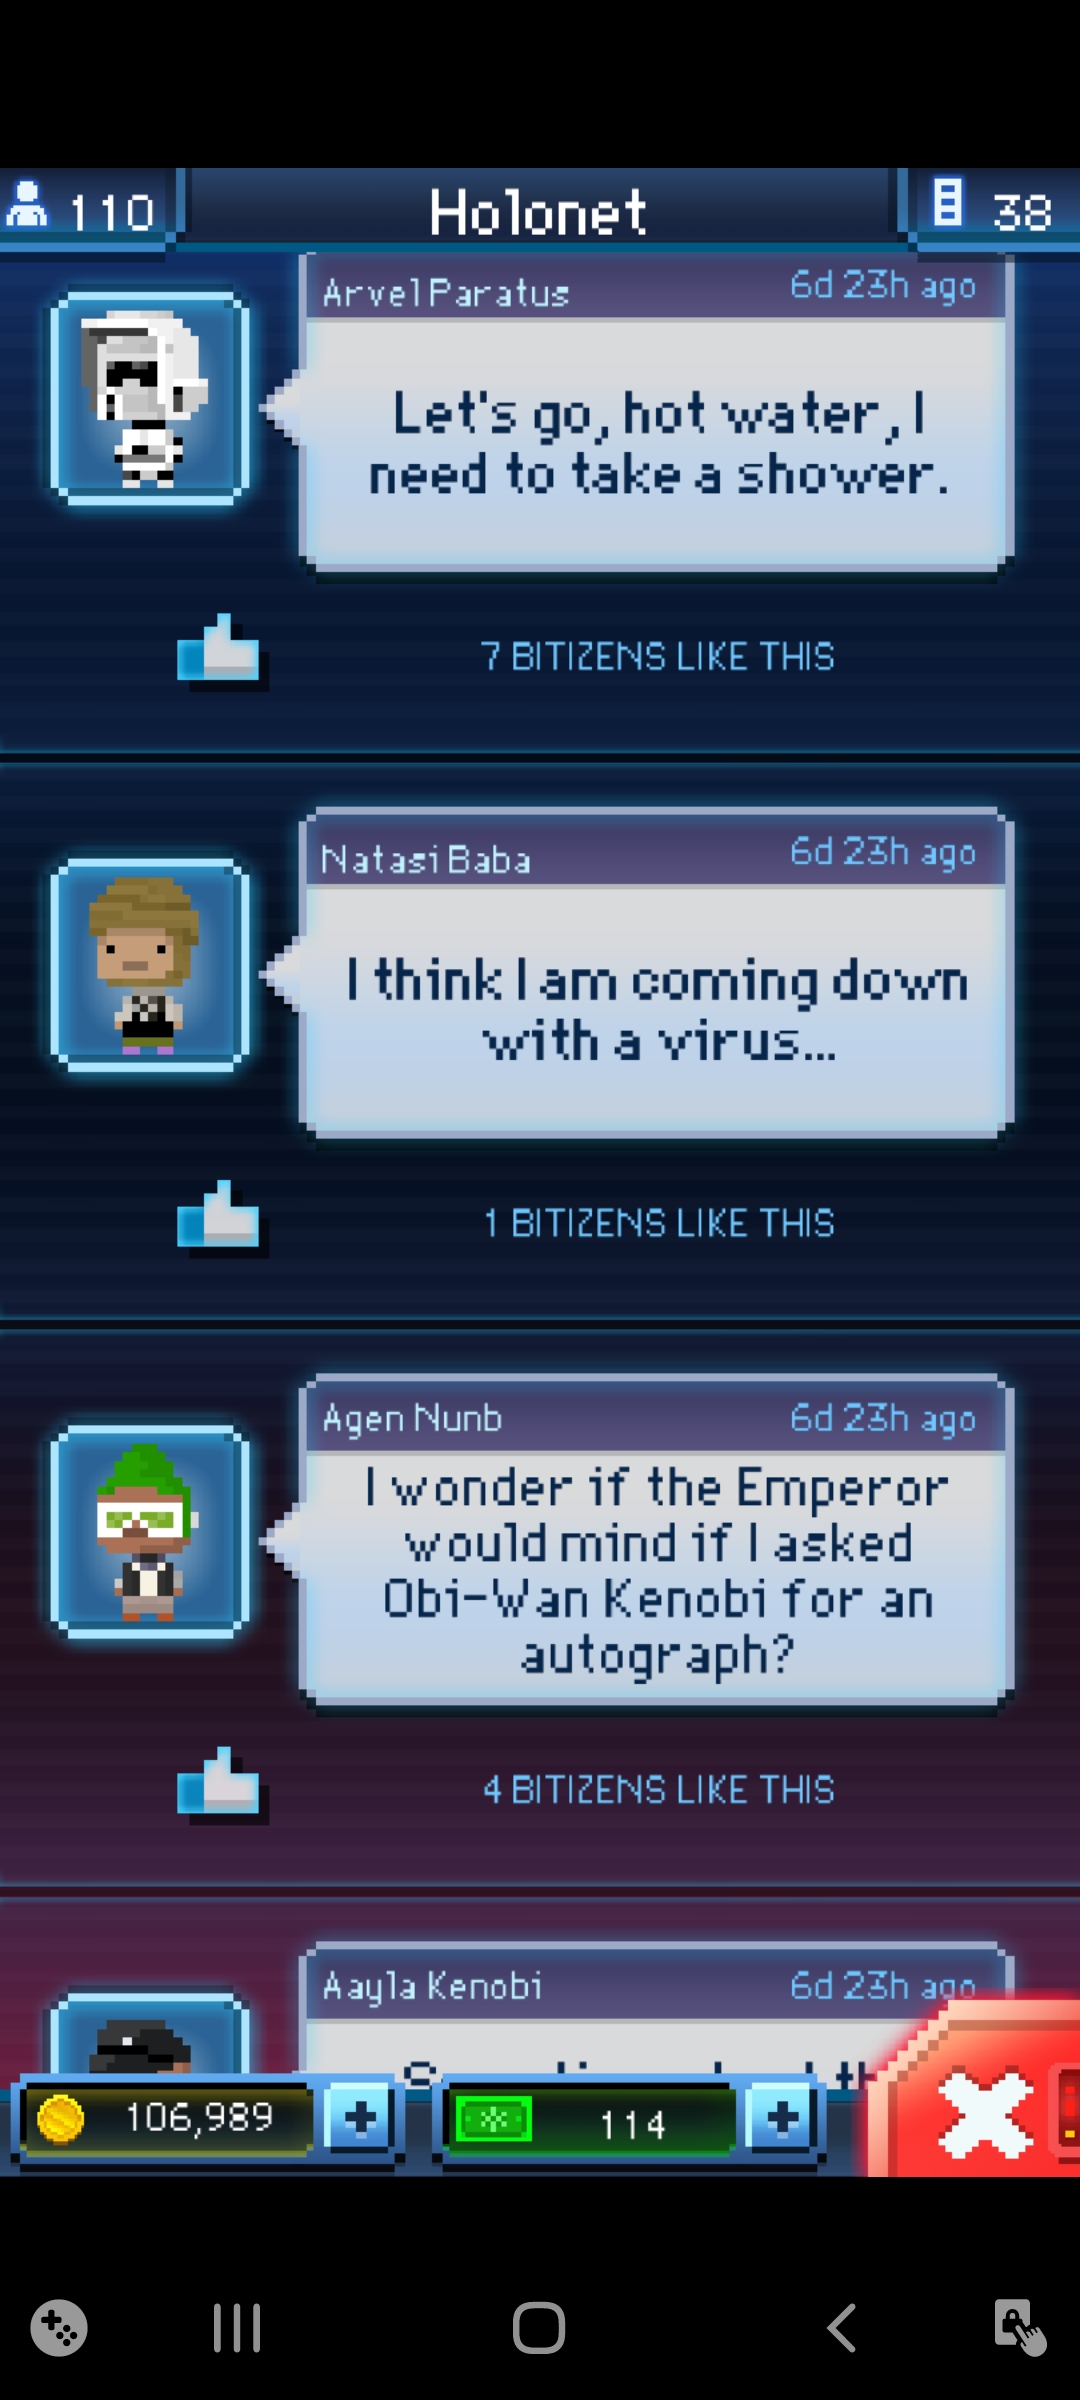 110
Holonet
38
Arvel Paratus
6d 23h ago
Let's go, hot water, I
need to take a shower.
7 BITIZENS LIKE THIS
Natasi Baba
6d 23h ago
I think I am coming down
with a virus...
1 BITIZENS LIKE THIS
Agen Nunb
6d 23h ago
I wonder if the Emperor
would mind if I asked
Obi-Wan Kenobi for an
autograph?
4 BITIZENS LIKE THIS
Aayla Kenobi
6d 23h ago
106,989
114